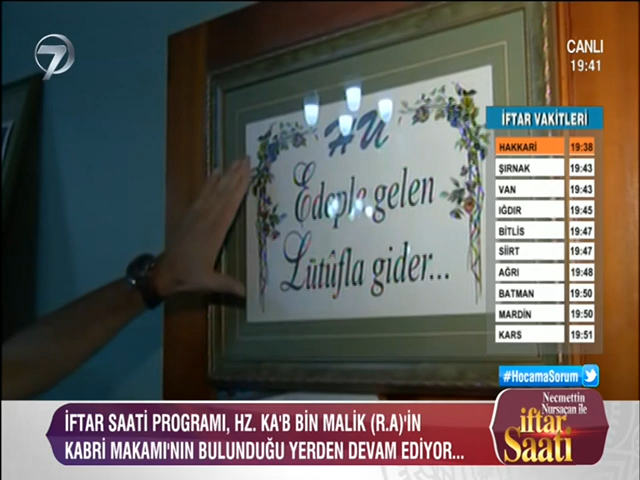 7
CANLI
19:41
HU
Edeple gelen
Lütûfla gider...
İFTAR VAKİTLERİ
HAKKARİ 19:38
ŞIRNAK 19:43
VAN 19:43
IĞDIR 19:45
BİTLİS 19:47
SİİRT 19:47
AĞRI 19:48
BATMAN 19:50
MARDİN 19:50
KARS 19:51
#HocamaSorum
Necmettin
Nursaçan ile
iftar
Saati
İFTAR SAATİ PROGRAMI, HZ. KA'B BİN MALİK (R.A)'İN
KABRİ MAKAMI'NIN BULUNDUĞU YERDEN DEVAM EDİYOR...